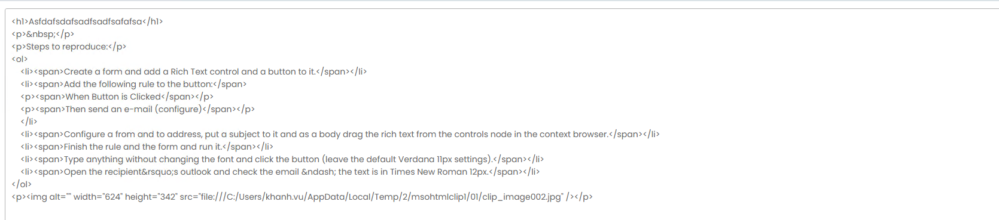 <h1>Asfdafsdafsadfsadfsafafsa</h1>
<p>&nbsp;</p>
<p>Steps to reproduce:</p>
<ol>
<li><span>Create a form and add a Rich Text control and a button to it.</span></li>
<li><span>Add the following rule to the button:</span>
<p><span>When Button is Clicked</span></p>
<p><span>Then send an e-mail (configure)</span></p>
</li>
<li><span>Configure a from and to address, put a subject to it and as a body drag the rich text from the controls node in the context browser.</span></li>
<li><span>Finish the rule and the form and run it.</span></li>
<li><span>Type anything without changing the font and click the button (leave the default Verdana 11px settings).</span></li>
<li><span>Open the recipient&rsquo;s outlook and check the email &ndash; the text is in Times New Roman 12px.</span></li>
</ol>
<p><img alt="" width="624" height="342" src="file:///C:/Users/khanh.vu/AppData/Local/Temp/2/msohtmlclip1/01/clip_image002.jpg" /></p>